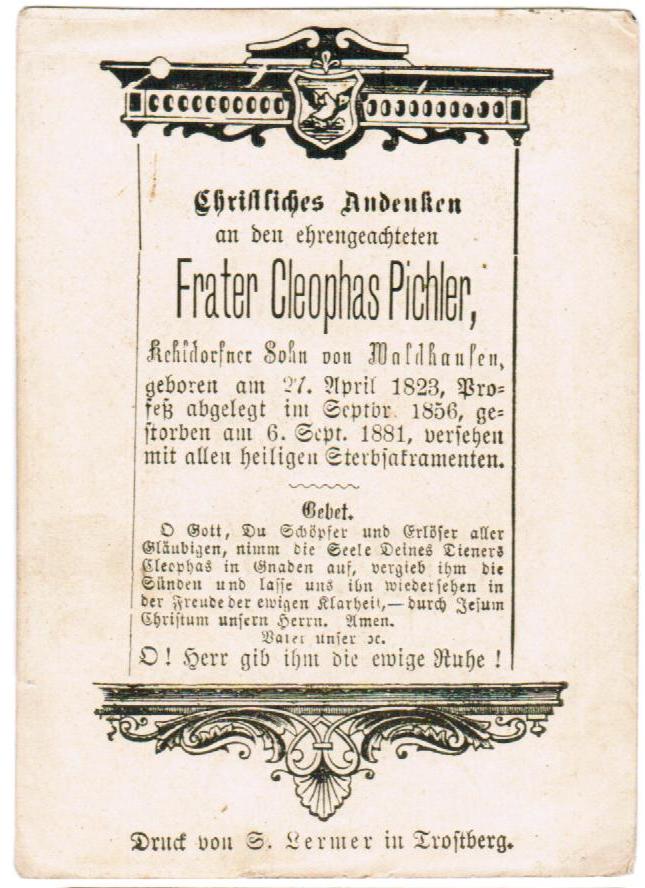 Christliches Andenken
an den ehrengeachteten
Frater Cleophas Pichler,
Kehldorfner Sohn von Waldhausen,
geboren am 27. April 1823, Pro=
feß abgelegt im Septbr. 1856, ge=
storben am 6. Sept. 1881, versehen
mit allen heiligen Sterbsakramenten.
Gebet.
O Gott, Du Schöpfer und Erlöser aller
Gläubigen, nimm die Seele Deines Dieners
Cleophas in Gnaden auf, vergieb ihm die
Sünden und lasse uns ihn wiedersehen in
der Freude der ewigen Klarheit, — durch Jesum
Christum unsern Herrn. Amen.
Vater unser ꝛc.
O! Herr gib ihm die ewige Ruhe!
Druck von S. Lermer in Trostberg.